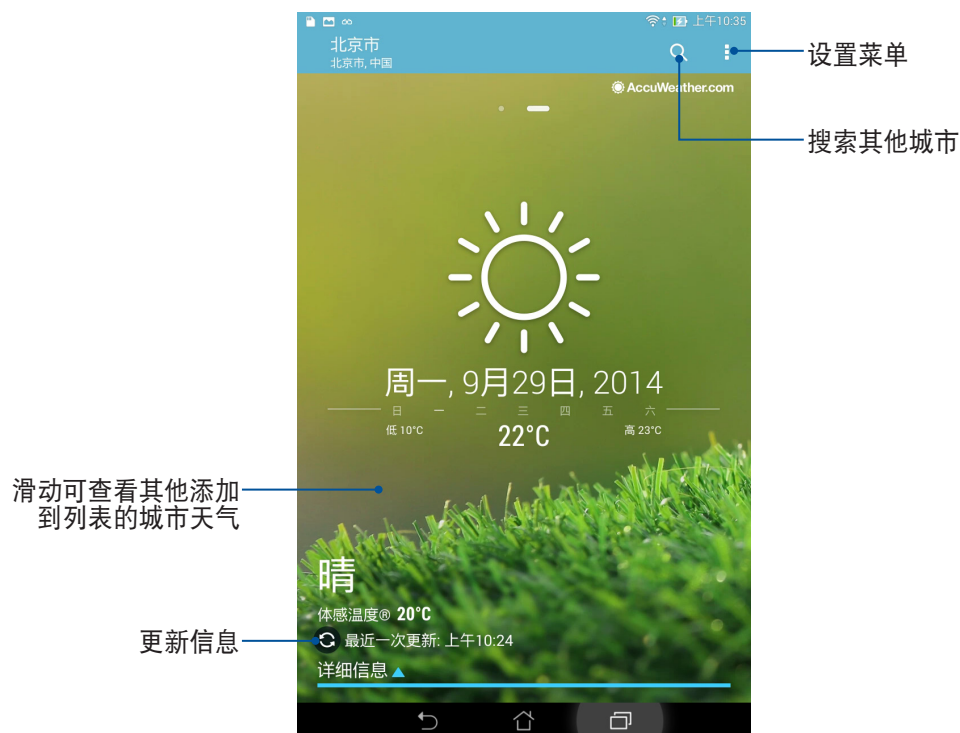 上午10:35
北京市
北京市, 中国
设置菜单
AccuWeather.com
搜索其他城市
周一, 9月29日, 2014
日 一 二 三 四 五 六
低 10°C
22°C
高 23°C
滑动可查看其他添加
到列表的城市天气
晴
体感温度® 20°C
更新信息
最近一次更新: 上午10:24
详细信息